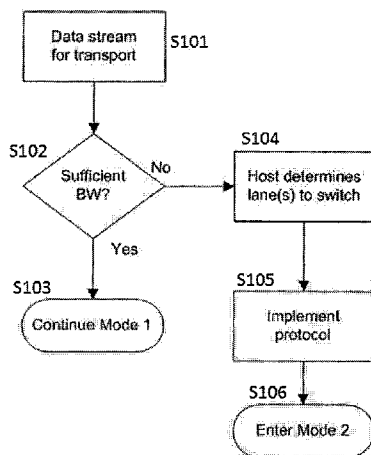 Data stream
for transport
S101
S102
Sufficient
BW?
No
Yes
S103
Continue Mode 1
S104
Host determines
lane(s) to switch
S105
Implement
protocol
S106
Enter Mode 2